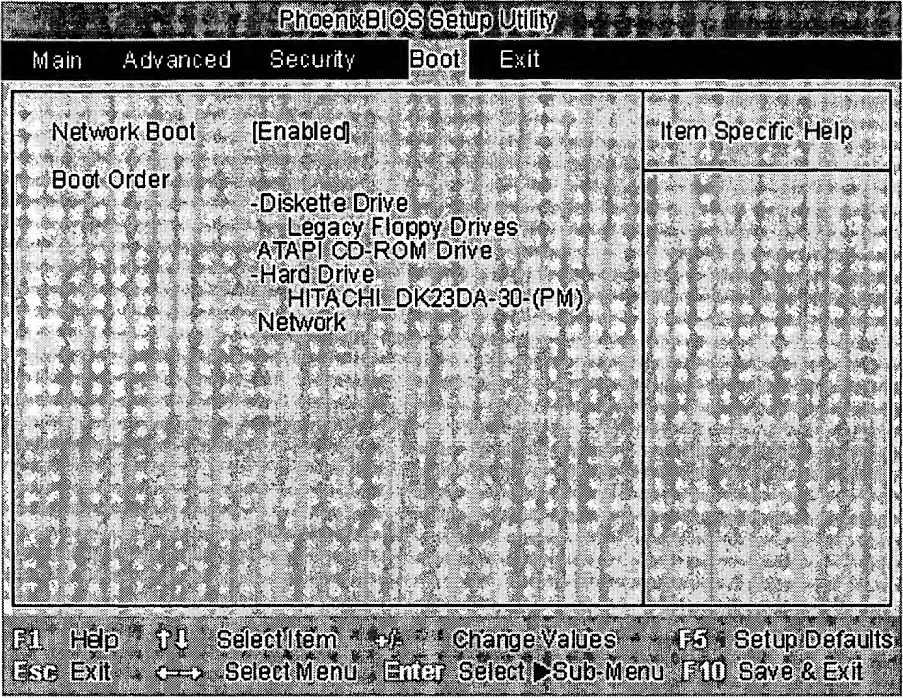 PhoenixBIOS Setup Utility
Main Advanced Security Boot Exit
Network Boot [Enabled] Item Specific Help
Boot Order
-Diskette Drive
Legacy Floppy Drives
ATAPI CD-ROM Drive
-Hard Drive
HITACHI_DK23DA-30-(PM)
Network
F1 Help ↑↓ Select Item +/- Change Values F5 Setup Defaults
Esc Exit ←→ Select Menu Enter Select ▶Sub-Menu F10 Save & Exit